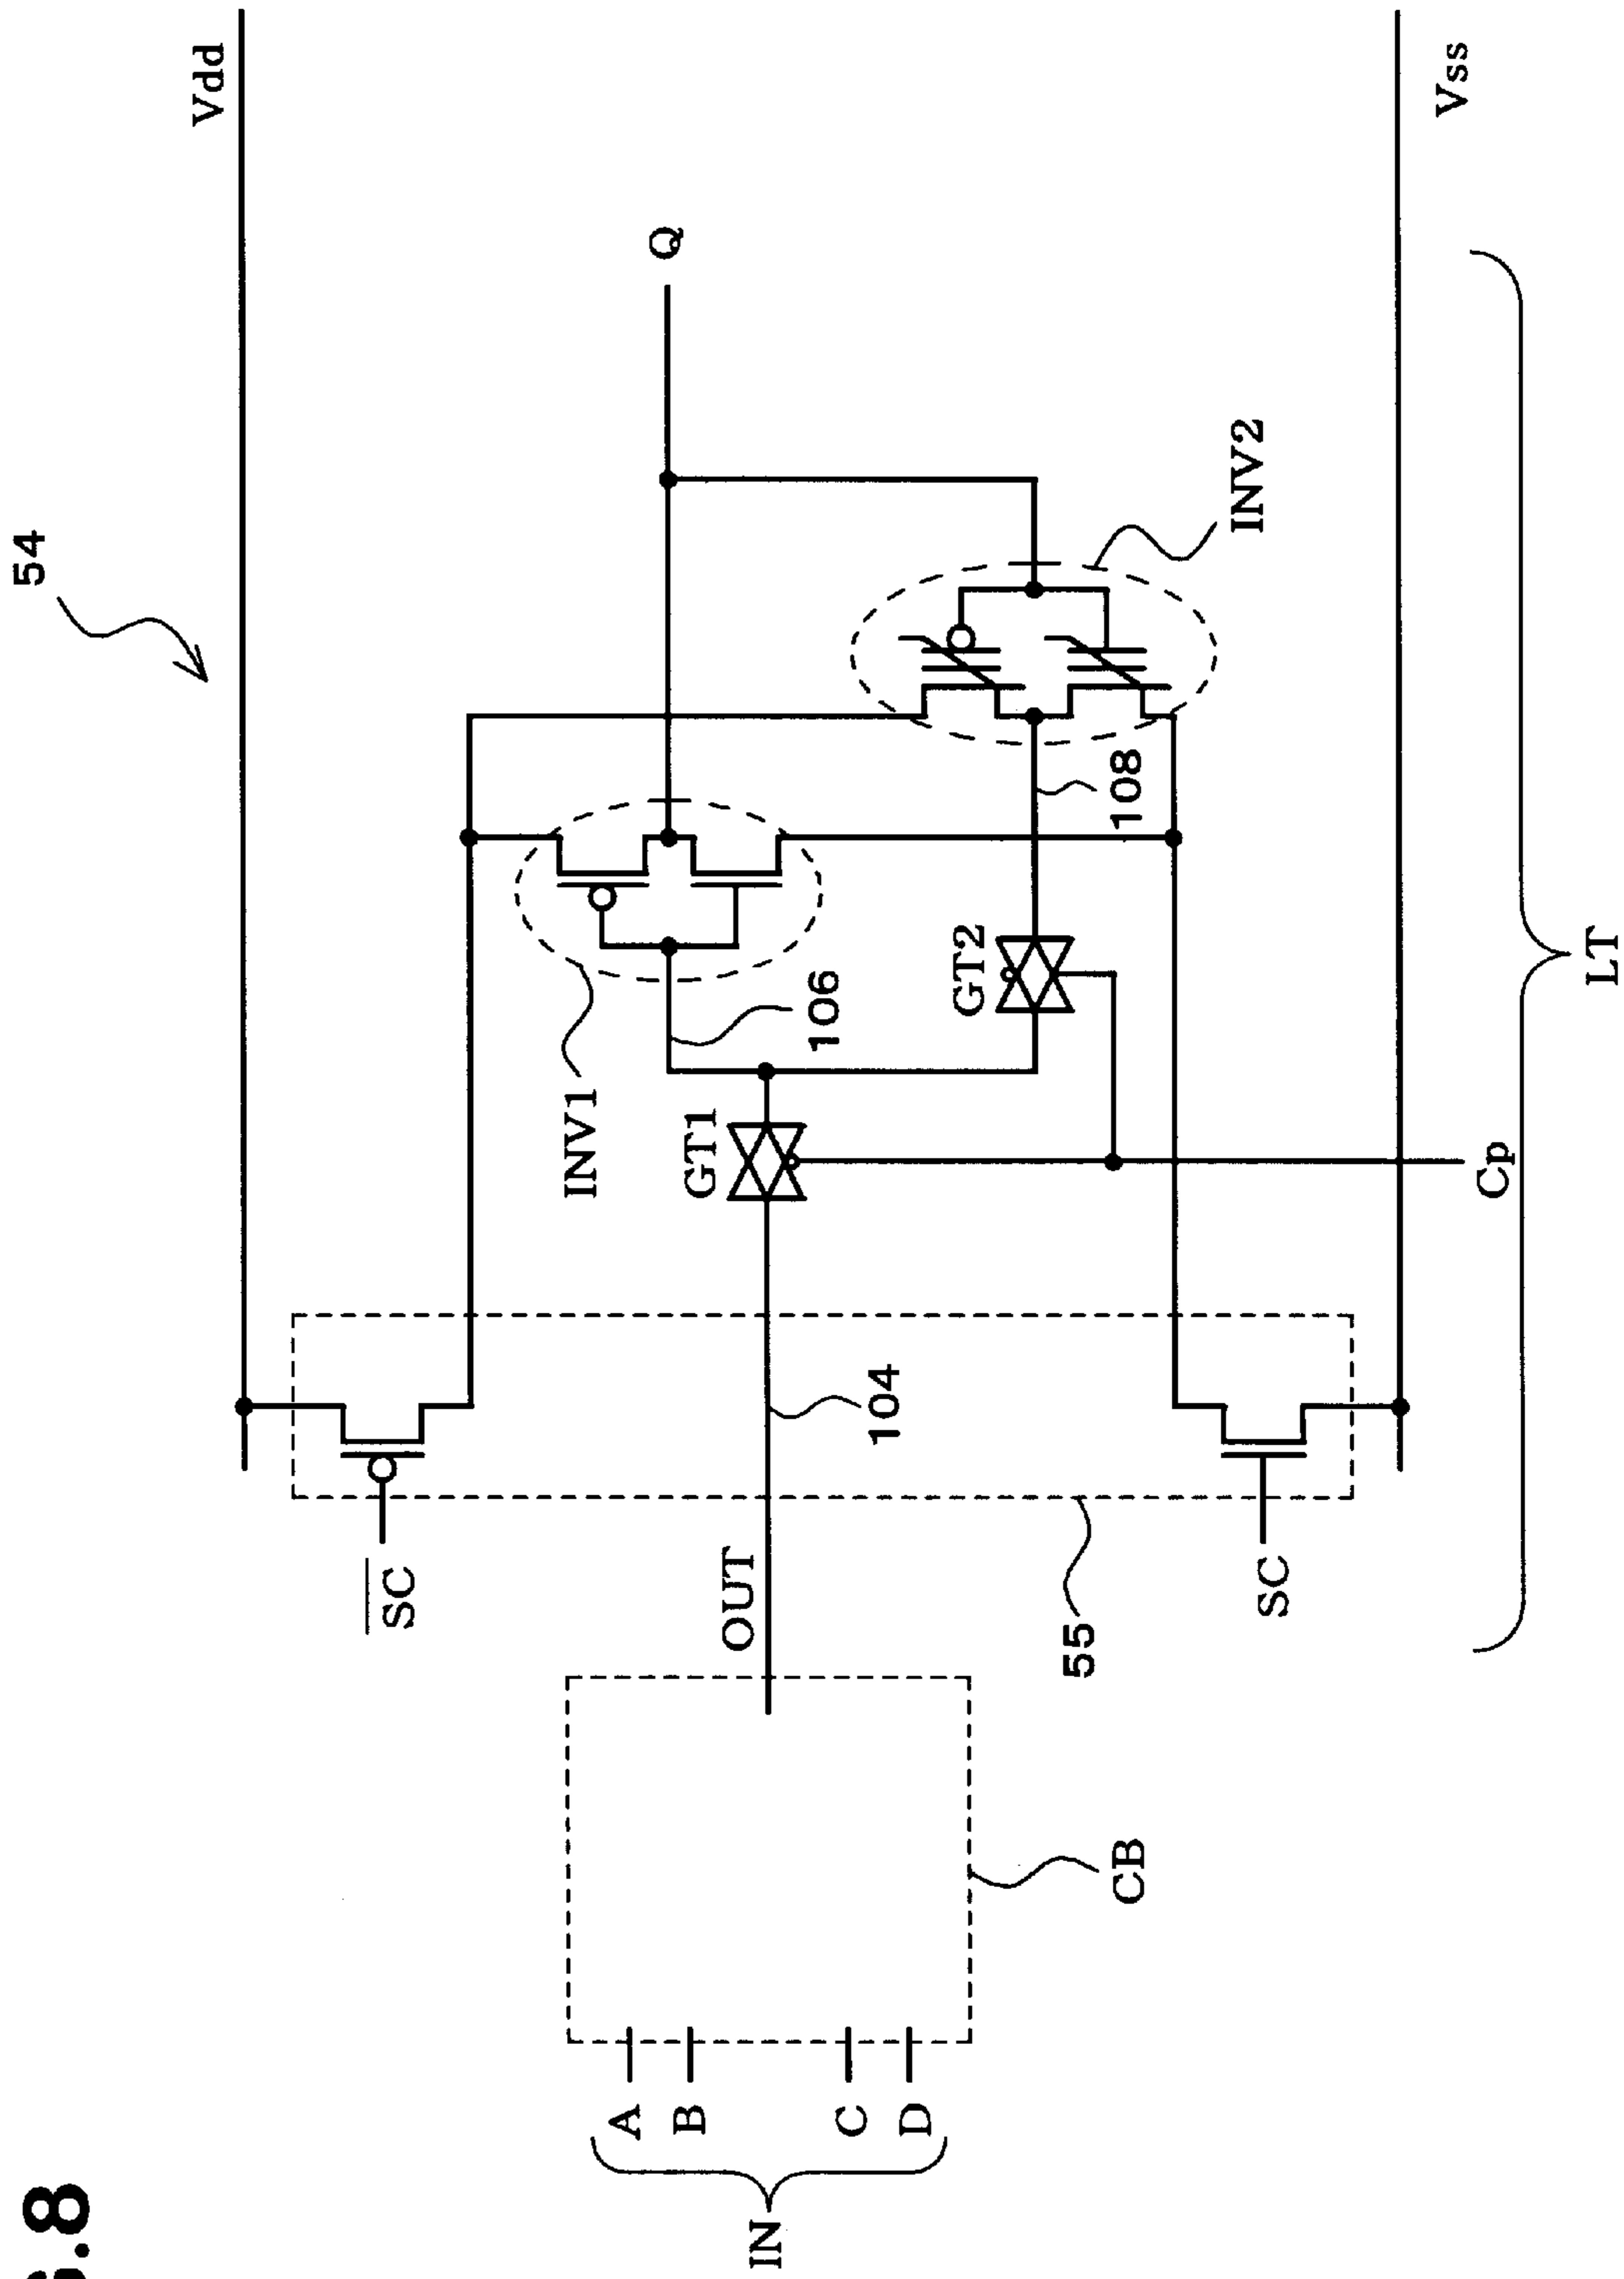 .8
54
Vdd
Q
INV1
106
GT1
GT2
108
INV2
SC
OUT
104
55
SC
Cp
Vss
LT
IN
A
B
C
D
CB